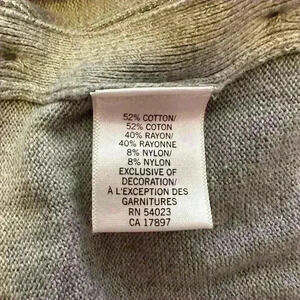 52% COTTON/
52% COTON
40% RAYON/
40% RAYONNE
8% NYLON/
8% NYLON
EXCLUSIVE OF
DECORATION/
À L'EXCEPTION DES
GARNITURES
RN 54023
CA 17897